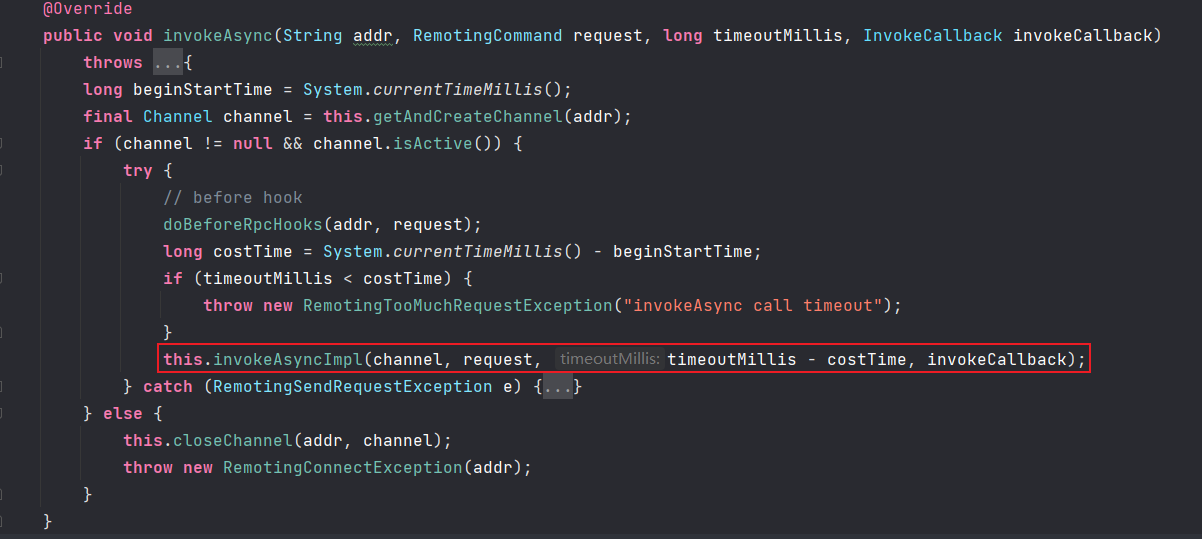 @Override
public void invokeAsync(String addr, RemotingCommand request, long timeoutMillis, InvokeCallback invokeCallback)
    throws ...{
    long beginStartTime = System.currentTimeMillis();
    final Channel channel = this.getAndCreateChannel(addr);
    if (channel != null && channel.isActive()) {
        try {
            // before hook
            doBeforeRpcHooks(addr, request);
            long costTime = System.currentTimeMillis() - beginStartTime;
            if (timeoutMillis < costTime) {
                throw new RemotingTooMuchRequestException("invokeAsync call timeout");
            }
            this.invokeAsyncImpl(channel, request, timeoutMillis: timeoutMillis - costTime, invokeCallback);
        } catch (RemotingSendRequestException e) {...}
    } else {
        this.closeChannel(addr, channel);
        throw new RemotingConnectException(addr);
    }
}